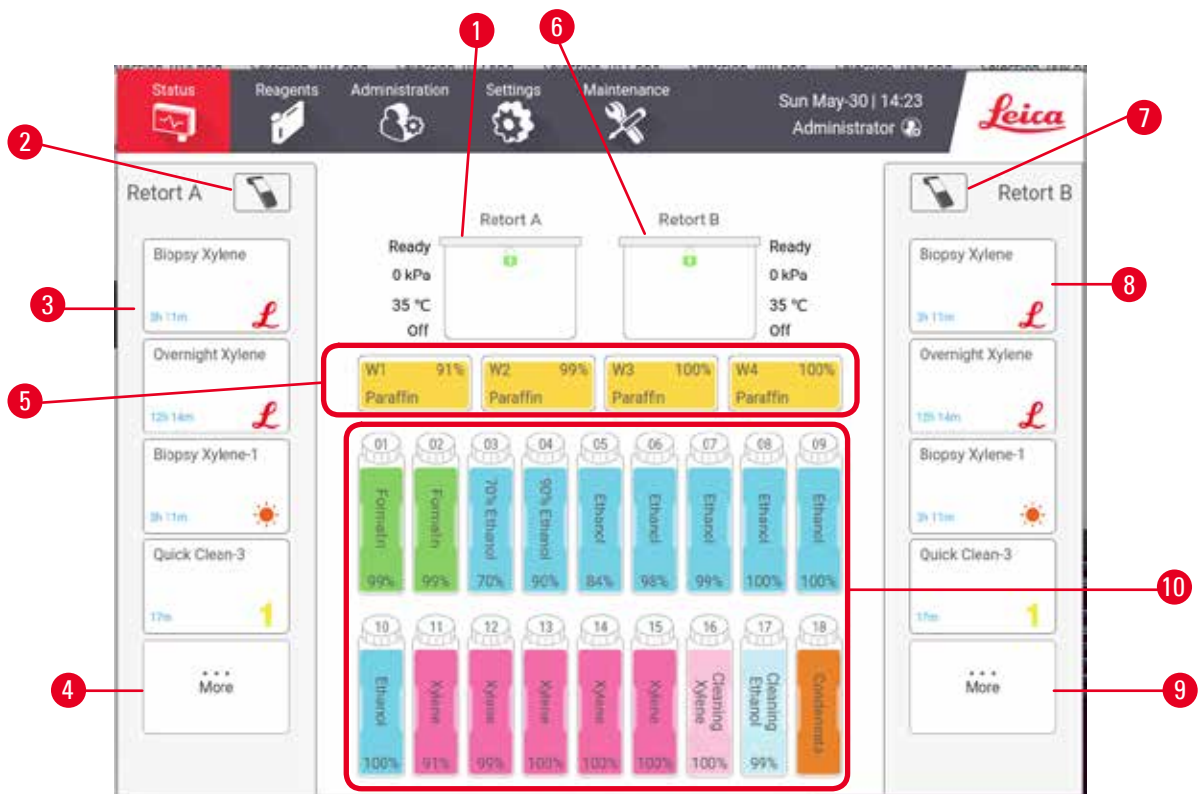 1
6
Status
Reagents
Administration
Settings
Maintenance
Sun May-30 | 14:23
Administrator
Leica
2
7
Retort A
Retort B
Retort A
Retort B
Biopsy Xylene
3h 11m
L
3
Overnight Xylene
12h 14m
L
Biopsy Xylene-1
3h 11m
Quick Clean-3
17m
1
...
More
4
Ready
0 kPa
35 °C
Off
Ready
0 kPa
35 °C
Off
5
W1 91%
Paraffin
W2 99%
Paraffin
W3 100%
Paraffin
W4 100%
Paraffin
01 02 03 04 05 06 07 08 09
Formalin
Formalin
70% Ethanol
90% Ethanol
Ethanol
Ethanol
Ethanol
Ethanol
Ethanol
99% 99% 70% 90% 84% 98% 99% 100% 100%
10 11 12 13 14 15 16 17 18
Ethanol
Xylene
Xylene
Xylene
Xylene
Xylene
Cleaning
Xylene
Cleaning
Ethanol
Condensate
100% 91% 99% 100% 100% 100% 100% 99%
10
Biopsy Xylene
3h 11m
L
8
Overnight Xylene
12h 14m
L
Biopsy Xylene-1
3h 11m
Quick Clean-3
17m
1
...
More
9